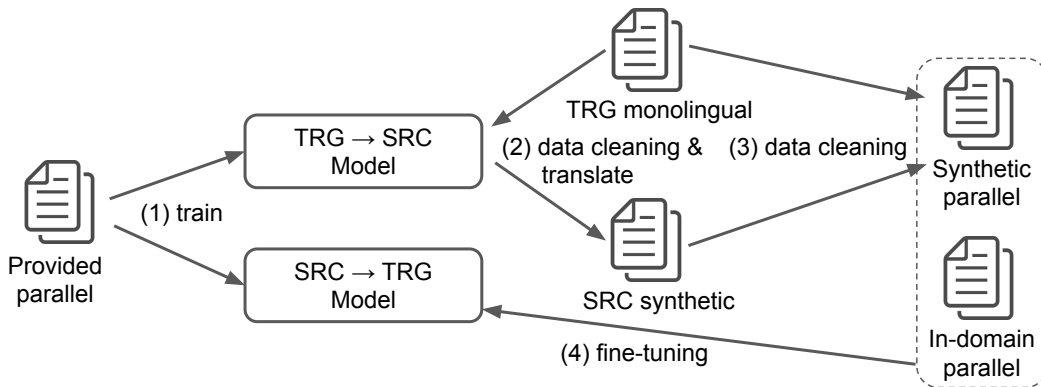 TRG monolingual
TRG → SRC
Model
(2) data cleaning &
translate
(3) data cleaning
Synthetic
parallel
(1) train
Provided
parallel
SRC → TRG
Model
SRC synthetic
In-domain
parallel
(4) fine-tuning